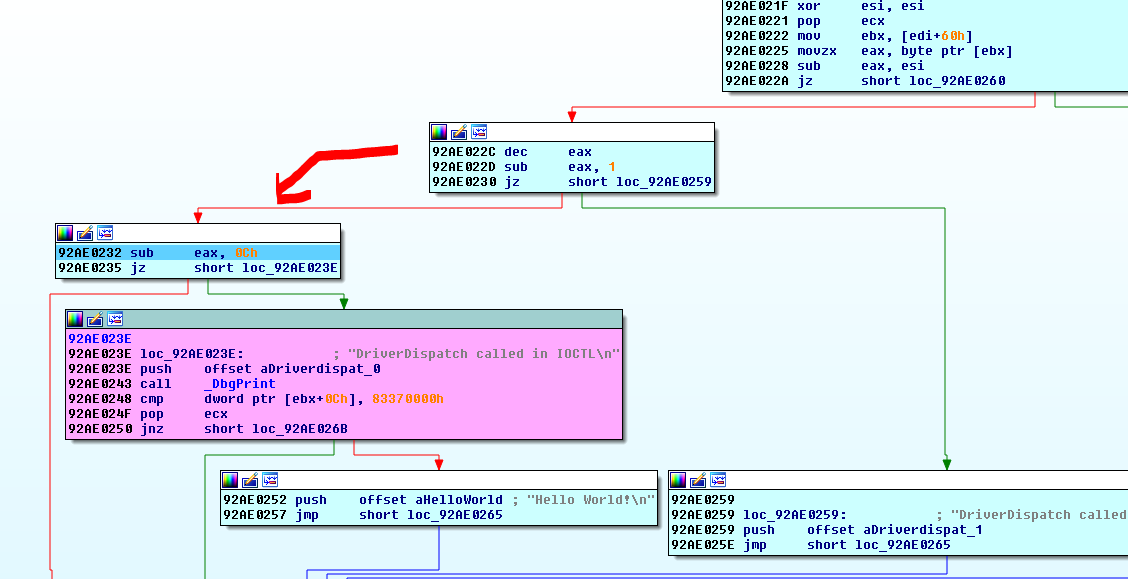 92AE021F xor esi, esi
92AE0221 pop ecx
92AE0222 mov ebx, [edi+60h]
92AE0225 movzx eax, byte ptr [ebx]
92AE0228 sub eax, esi
92AE022A jz short loc_92AE0260
92AE022C dec eax
92AE022D sub eax, 1
92AE0230 jz short loc_92AE0259
92AE0232 sub eax, 0Ch
92AE0235 jz short loc_92AE023E
92AE023E
92AE023E loc_92AE023E: ; "DriverDispatch called in IOCTL\n"
92AE023E push offset aDriverdispat_0
92AE0243 call _DbgPrint
92AE0248 cmp dword ptr [ebx+0Ch], 83370000h
92AE024F pop ecx
92AE0250 jnz short loc_92AE026B
92AE0252 push offset aHelloWorld ; "Hello World!\n"
92AE0257 jmp short loc_92AE0265
92AE0259
92AE0259 loc_92AE0259: ; "DriverDispatch called
92AE0259 push offset aDriverdispat_1
92AE025E jmp short loc_92AE0265